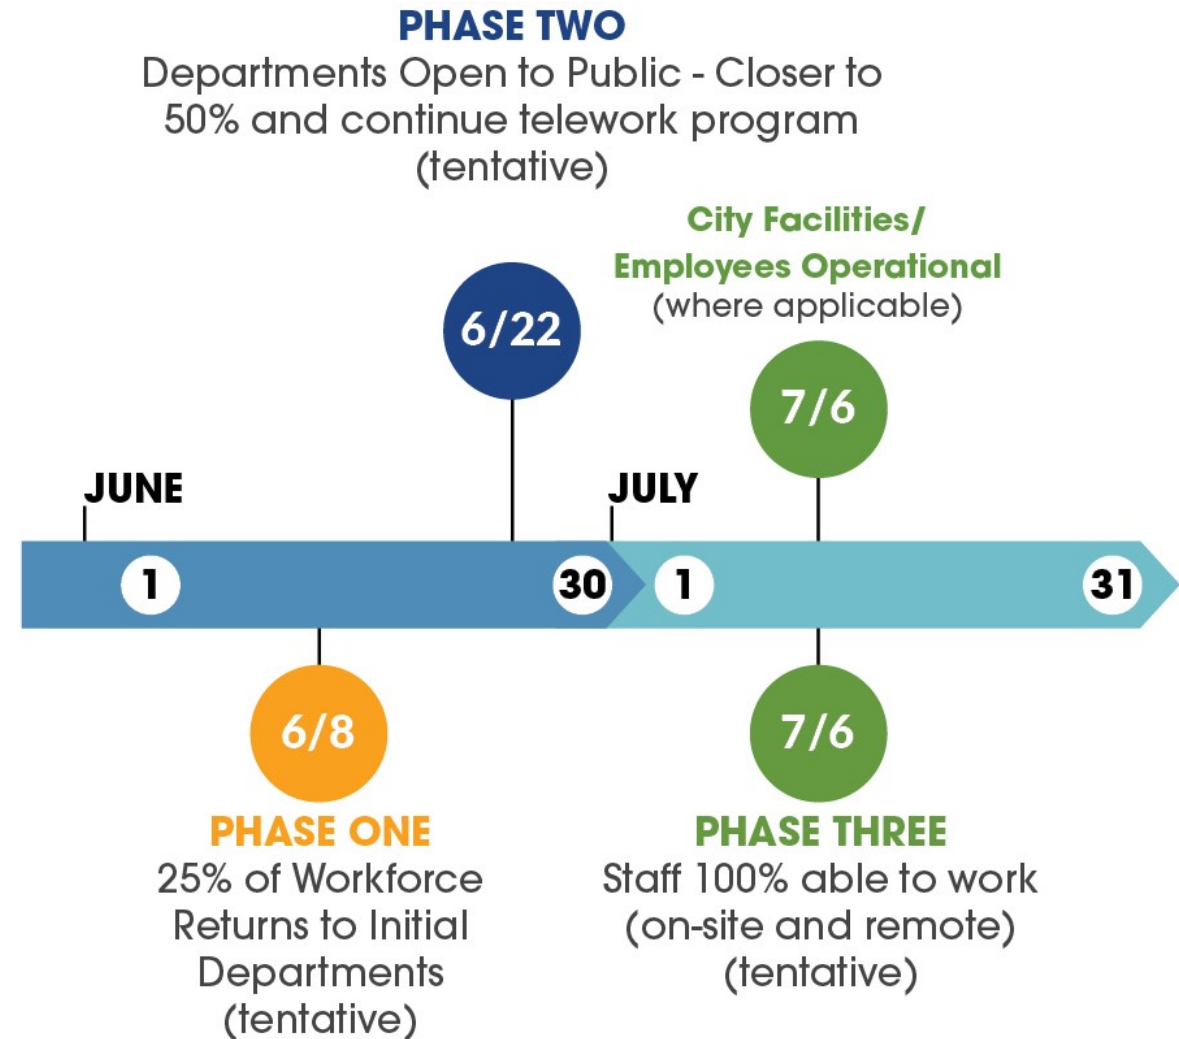 PHASE TWO
Departments Open to Public - Closer to
50% and continue telework program
(tentative)
City Facilities/
Employees Operational
(where applicable)
6/22
7/6
JUNE
JULY
1
30
1
31
6/8
7/6
PHASE ONE
25% of Workforce
Returns to Initial
Departments
(tentative)
PHASE THREE
Staff 100% able to work
(on-site and remote)
(tentative)